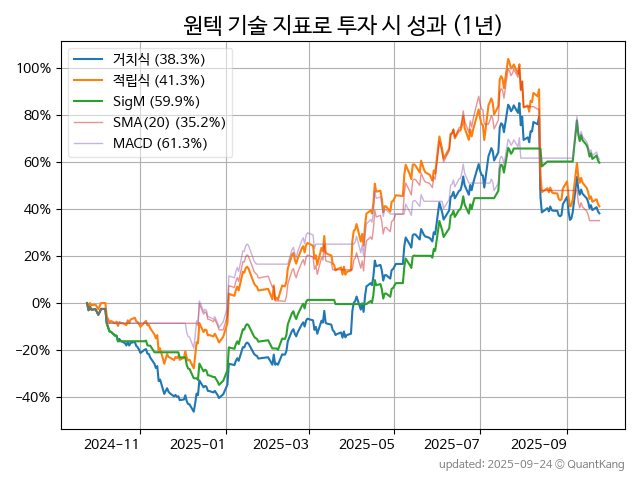 원텍 기술 지표로 투자 시 성과 (1년)
거치식 (38.3%)
적립식 (41.3%)
SigM (59.9%)
SMA(20) (35.2%)
MACD (61.3%)
100%
80%
60%
40%
20%
0%
−20%
−40%
2024-11
2025-01
2025-03
2025-05
2025-07
2025-09
updated: 2025-09-24 © QuantKang